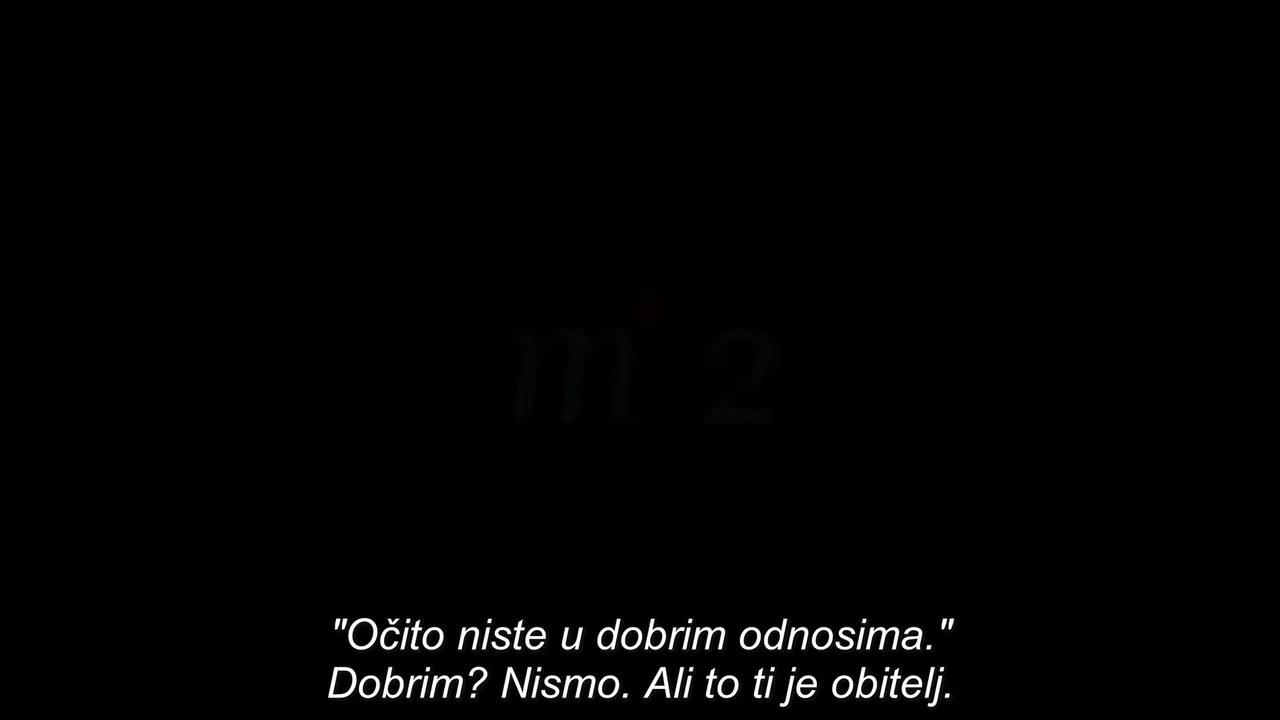 "Očito niste u dobrim odnosima."
Dobrim? Nismo. Ali to ti je obitelj.